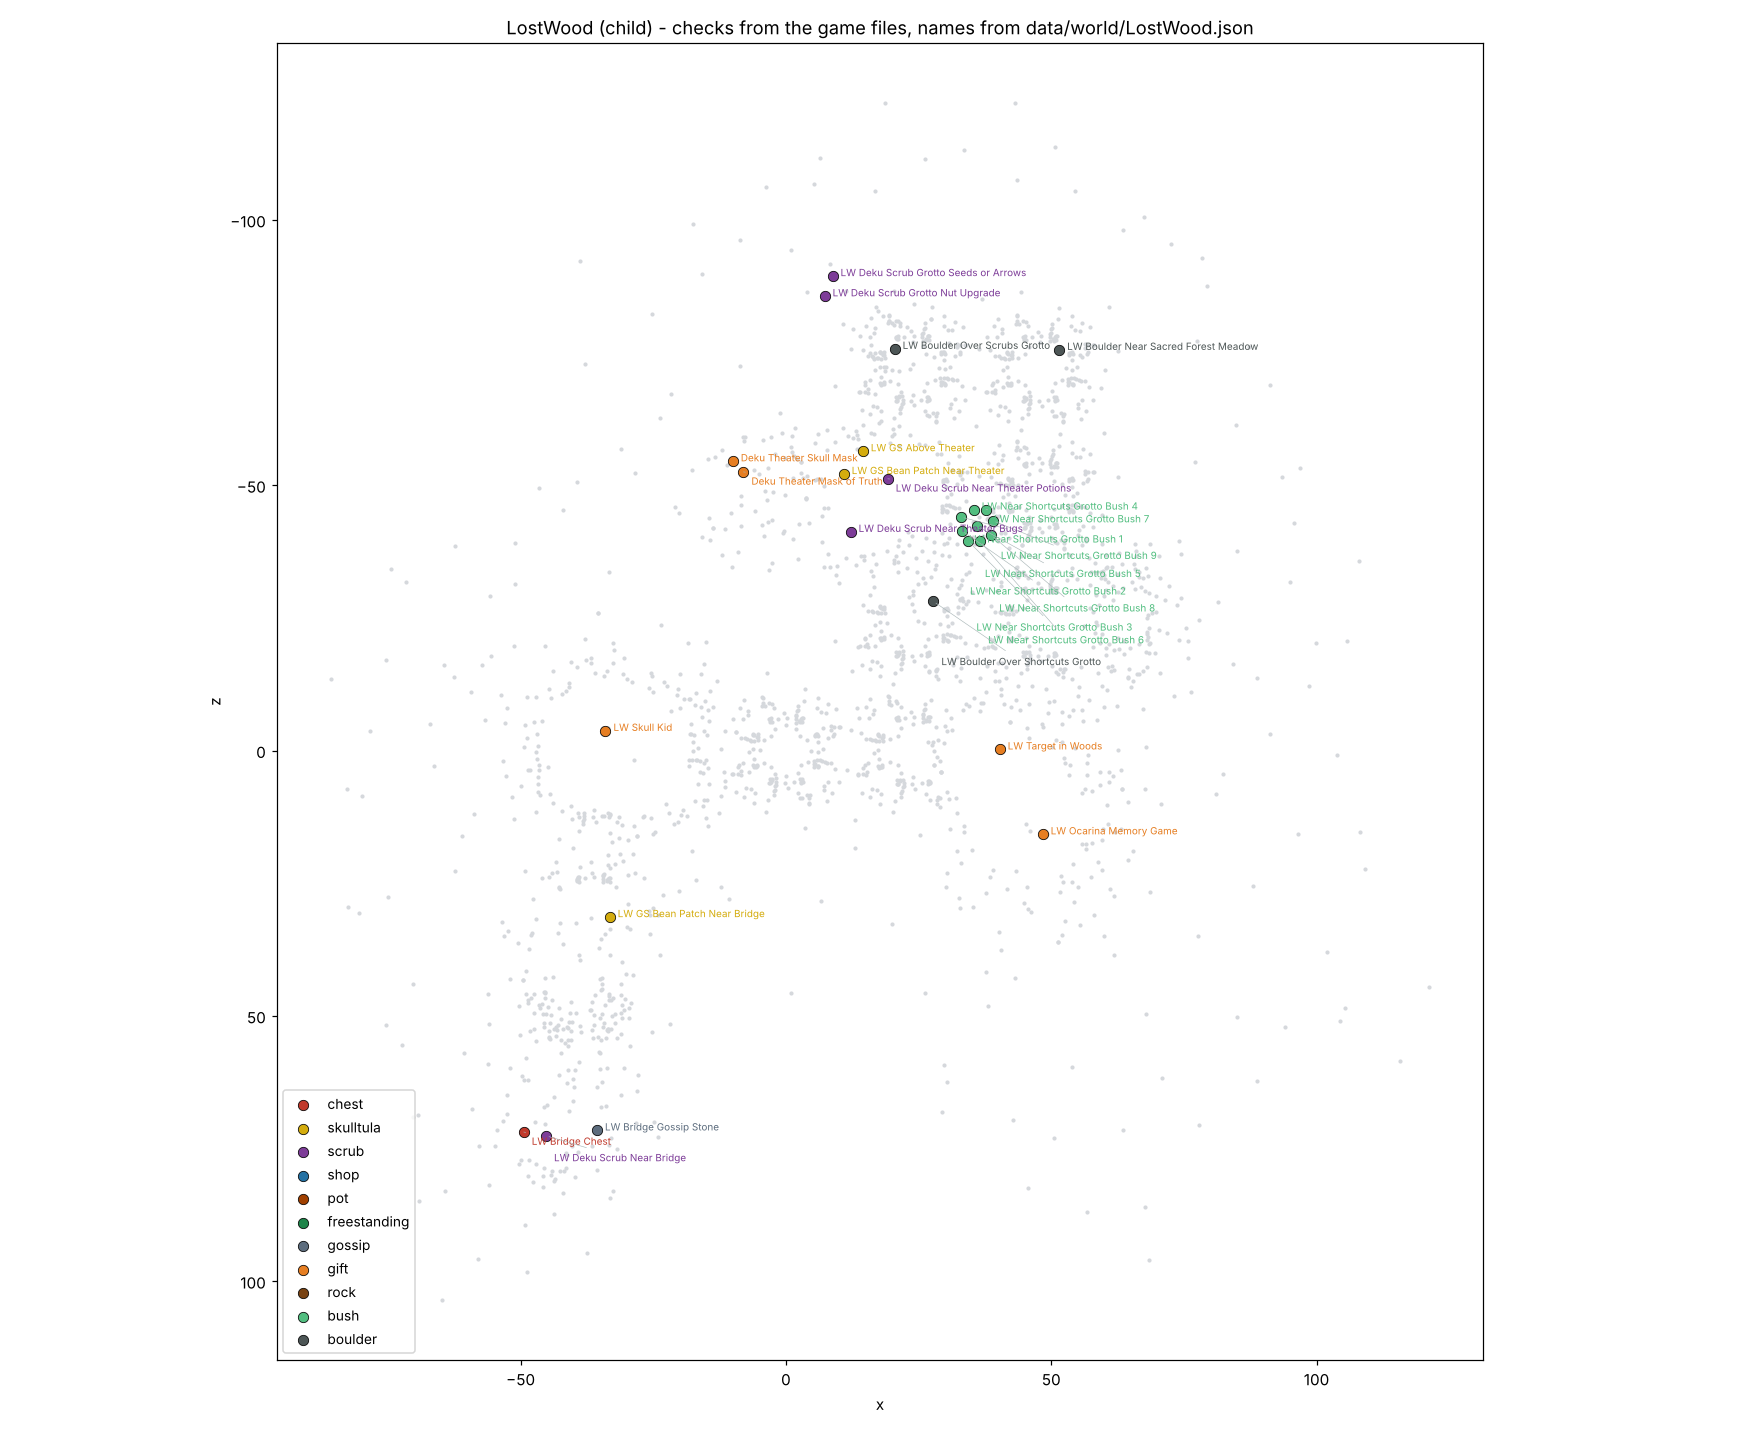 LostWood (child) - checks from the game files, names from data/world/LostWood.json
−100
LW Deku Scrub Grotto Seeds or Arrows
LW Deku Scrub Grotto Nut Upgrade
LW Boulder Over Scrubs Grotto
LW Boulder Near Sacred Forest Meadow
LW GS Above Theater
Deku Theater Skull Mask
LW GS Bean Patch Near Theater
Deku Theater Mask of Truth
−50
LW Deku Scrub Near Theater Potions
LW Near Shortcuts Grotto Bush 4
LW Near Shortcuts Grotto Bush 7
LW Deku Scrub Near Theater Bugs
LW Near Shortcuts Grotto Bush 1
LW Near Shortcuts Grotto Bush 9
LW Near Shortcuts Grotto Bush 5
LW Near Shortcuts Grotto Bush 2
LW Near Shortcuts Grotto Bush 8
LW Near Shortcuts Grotto Bush 3
LW Near Shortcuts Grotto Bush 6
LW Boulder Over Shortcuts Grotto
z
LW Skull Kid
LW Target in Woods
0
LW Ocarina Memory Game
LW GS Bean Patch Near Bridge
50
LW Bridge Gossip Stone
LW Bridge Chest
LW Deku Scrub Near Bridge
chest
skulltula
scrub
shop
pot
freestanding
gossip
gift
rock
bush
boulder
100
−50
0
50
100
x